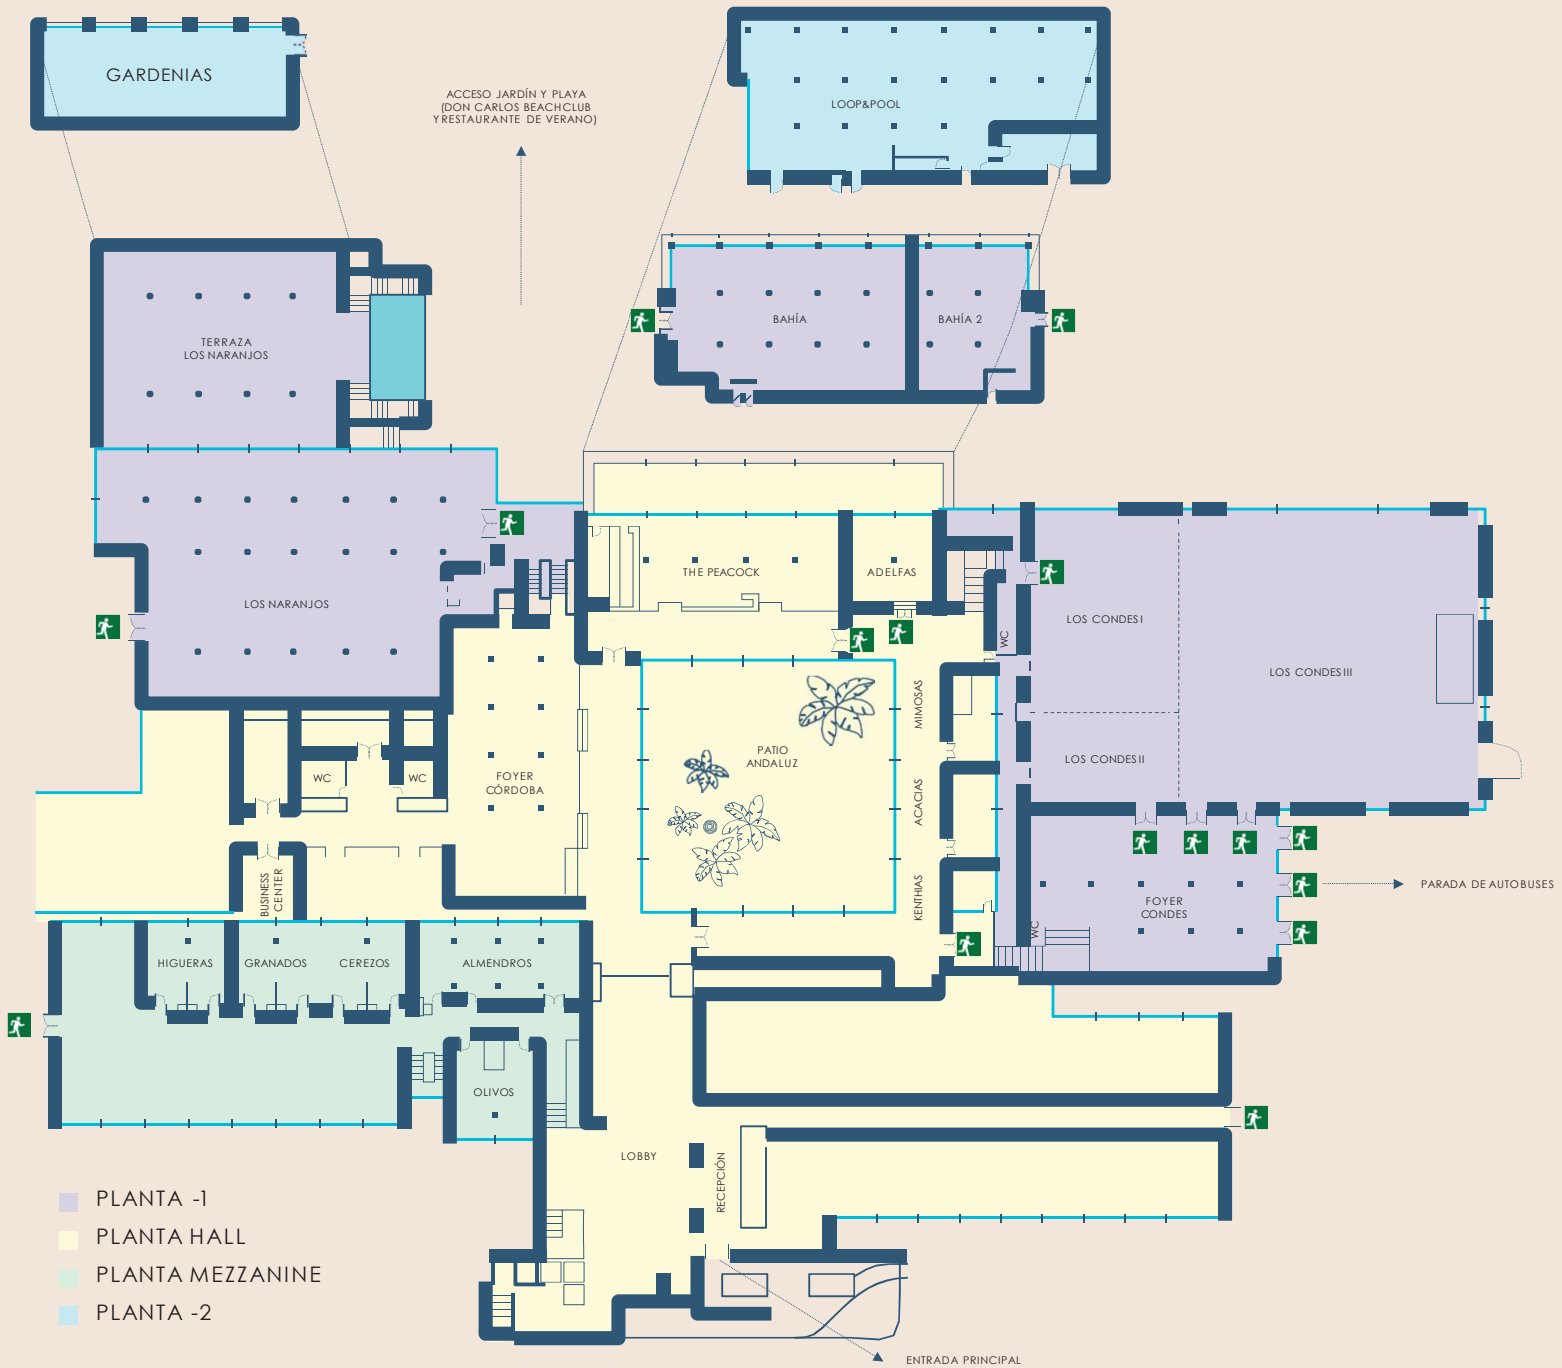 GARDENIAS
ACCESO JARDÍN Y PLAYA
(DON CARLOS BEACHCLUB
Y RESTAURANTE DE VERANO)
LOOP&POOL
BAHÍA
BAHÍA 2
TERRAZA
LOS NARANJOS
LOS NARANJOS
THE PEACOCK
ADELFAS
WC
LOS CONDES I
LOS CONDES III
LOS CONDES II
MIMOSAS
PATIO
ANDALUZ
ACACIAS
KENTHIAS
WC
WC
FOYER
CÓRDOBA
BUSINESS
CENTER
FOYER
CONDES
WC
PARADA DE AUTOBUSES
HIGUERAS
GRANADOS
CEREZOS
ALMENDROS
OLIVOS
LOBBY
RECEPCIÓN
PLANTA -1
PLANTA HALL
PLANTA MEZZANINE
PLANTA -2
ENTRADA PRINCIPAL